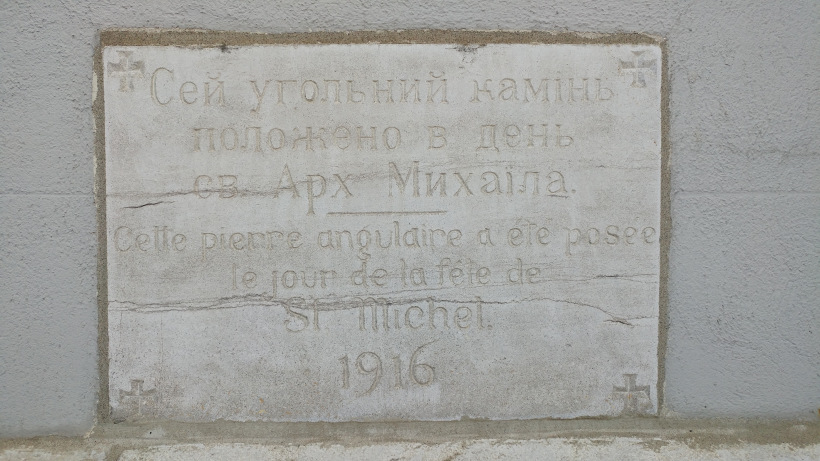 Сей угольний камінь
положено в день
св. Арх Михаїла.
Cette pierre angulaire a été posée
le jour de la fête de
St Michel.
1916